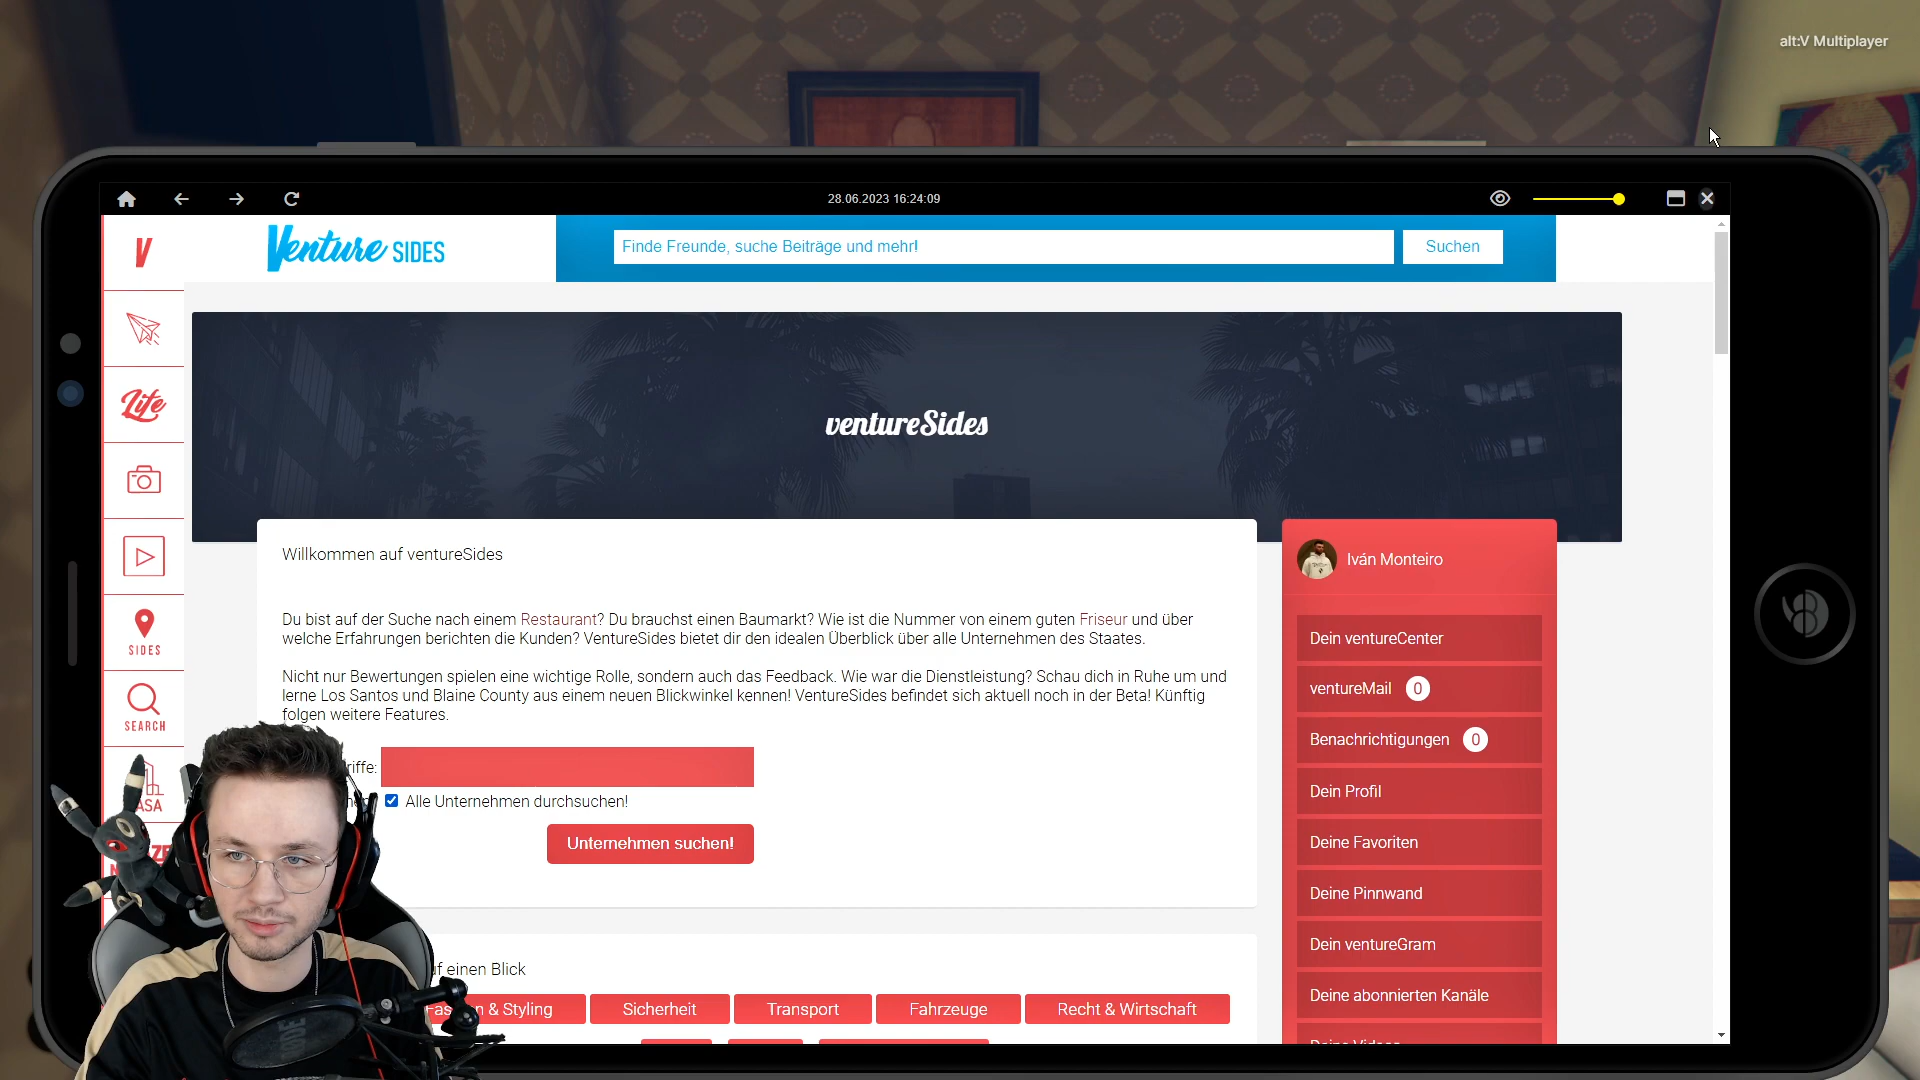 alt:V Multiplayer
28.06.2023 16:24:09
V
Venture SIDES
Finde Freunde, suche Beiträge und mehr!
Suchen
Life
SIDES
SEARCH
ventureSides
Willkommen auf ventureSides
Du bist auf der Suche nach einem Restaurant? Du brauchst einen Baumarkt? Wie ist die Nummer von einem guten Friseur und über
welche Erfahrungen berichten die Kunden? VentureSides bietet dir den idealen Überblick über alle Unternehmen des Staates.
Nicht nur Bewertungen spielen eine wichtige Rolle, sondern auch das Feedback. Wie war die Dienstleistung? Schau dich in Ruhe um und
lerne Los Santos und Blaine County aus einem neuen Blickwinkel kennen! VentureSides befindet sich aktuell noch in der Beta! Künftig
folgen weitere Features.
Alle Unternehmen durchsuchen!
Unternehmen suchen!
einen Blick
& Styling
Sicherheit
Transport
Fahrzeuge
Recht & Wirtschaft
Iván Monteiro
Dein ventureCenter
ventureMail 0
Benachrichtigungen 0
Dein Profil
Deine Favoriten
Deine Pinnwand
Dein ventureGram
Deine abonnierten Kanäle
Deine Videos